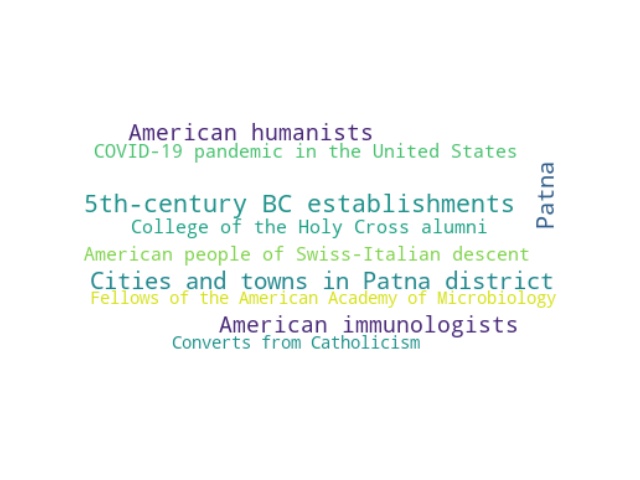 American humanists
COVID-19 pandemic in the United States
Patna
5th-century BC establishments
College of the Holy Cross alumni
American people of Swiss-Italian descent
Cities and towns in Patna district
Fellows of the American Academy of Microbiology
American immunologists
Converts from Catholicism